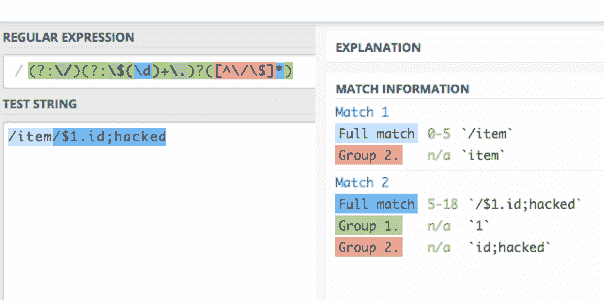 REGULAR EXPRESSION
/ (?:\/)(?:\$(\d)+\.)?([^\/\$]*)
TEST STRING
/item/$1.id;hacked
EXPLANATION
MATCH INFORMATION
Match 1
Full match 0-5 `/item`
Group 2. n/a `item`
Match 2
Full match 5-18 `/$1.id;hacked`
Group 1. n/a `1`
Group 2. n/a `id;hacked`